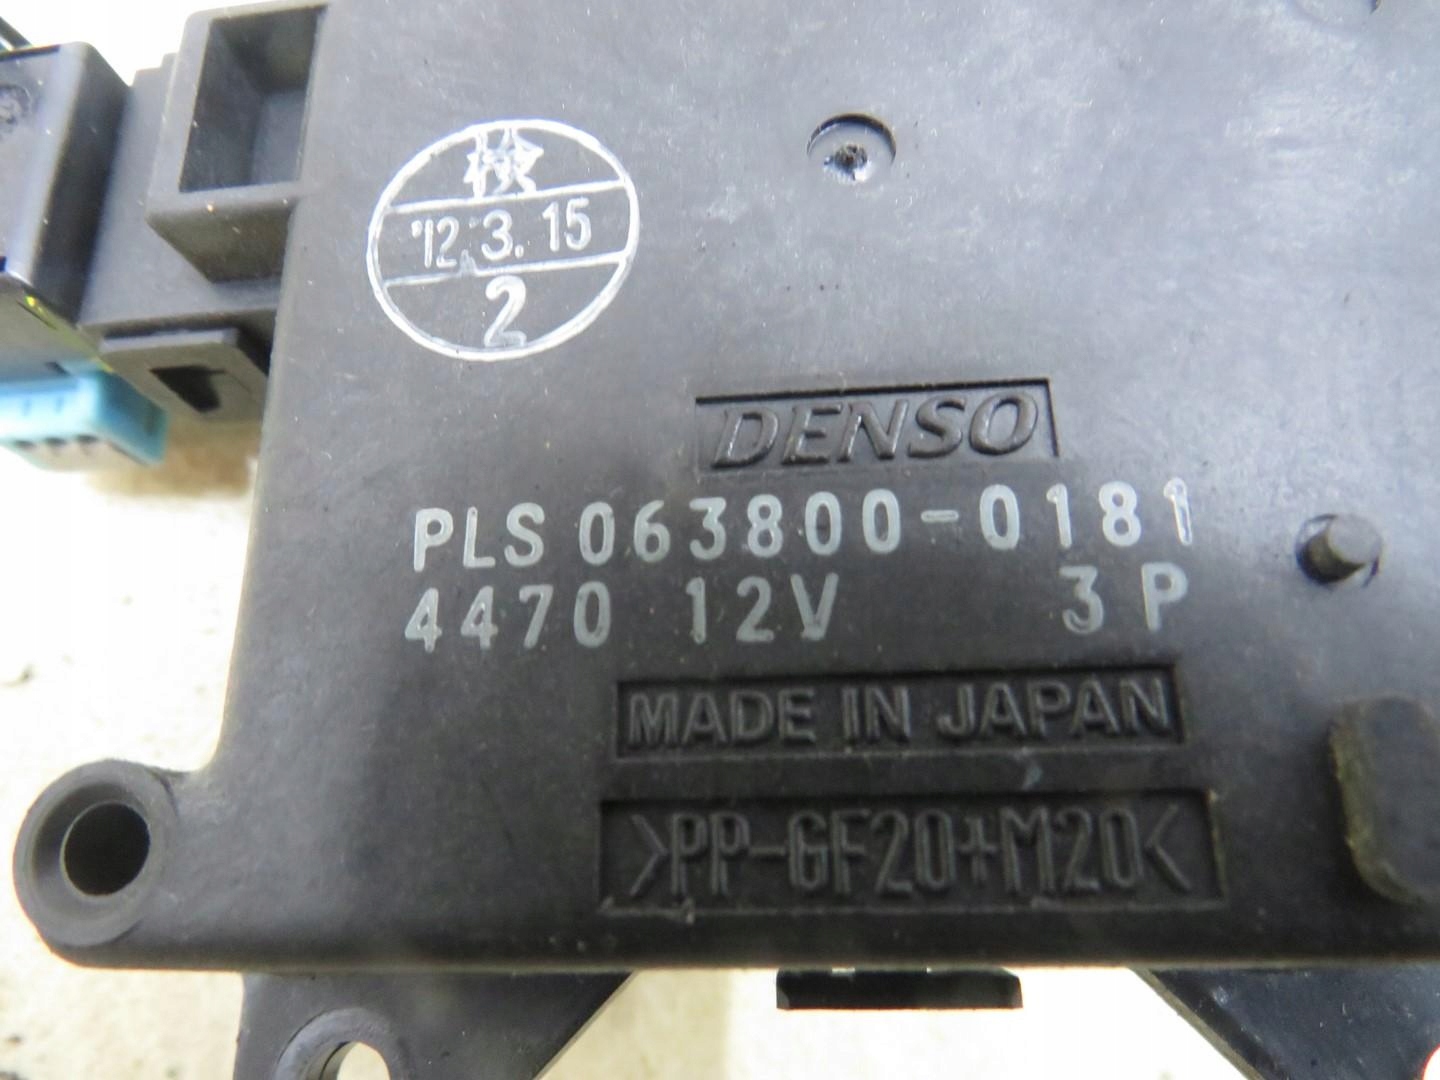 検
'12.3.15
2
DENSO
PLS 063800-0181
4470 12V 3P
MADE IN JAPAN
>PP-GF20+M20<